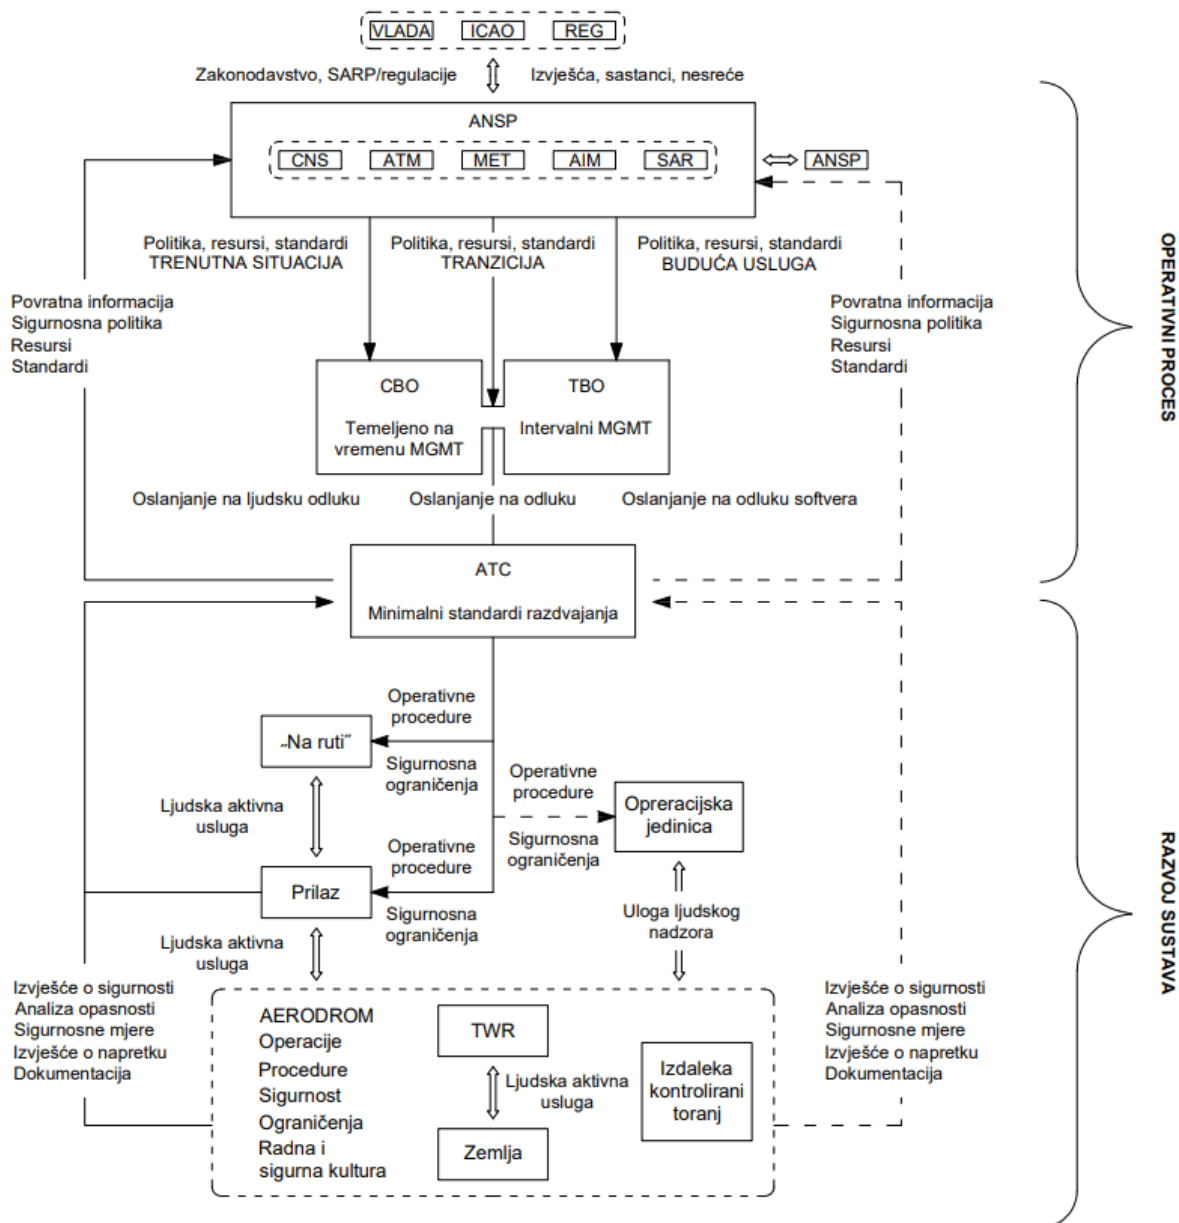 VLADA
ICAO
REG
Zakonodavstvo, SARP/regulacije
Izvješća, sastanci, nesreće
ANSP
CNS
ATM
MET
AIM
SAR
ANSP
Politika, resursi, standardi
TRENUTNA SITUACIJA
Politika, resursi, standardi
TRANZICIJA
Politika, resursi, standardi
BUDUĆA USLUGA
Povratna informacija
Sigurnosna politika
Resursi
Standardi
Povratna informacija
Sigurnosna politika
Resursi
Standardi
OPERATIVNI PROCES
CBO
Temeljeno na
vremenu MGMT
TBO
Intervalni MGMT
Oslanjanje na ljudsku odluku
Oslanjanje na odluku
Oslanjanje na odluku softvera
ATC
Minimalni standardi razdvajanja
Operativne
procedure
„Na ruti”
Sigurnosna
ograničenja
Operativne
procedure
Opreracijska
jedinica
Sigurnosna
ograničenja
Ljudska aktivna
usluga
Operativne
procedure
Prilaz
Sigurnosna
ograničenja
Uloga ljudskog
nadzora
Ljudska aktivna
usluga
RAZVOJ SUSTAVA
Izvješće o sigurnosti
Analiza opasnosti
Sigurnosne mjere
Izvješće o napretku
Dokumentacija
AERODROM
Operacije
Procedure
Sigurnost
Ograničenja
Radna i
sigurna kultura
TWR
Ljudska aktivna
usluga
Zemlja
Izdaleka
kontrolirani
toranj
Izvješće o sigurnosti
Analiza opasnosti
Sigurnosne mjere
Izvješće o napretku
Dokumentacija